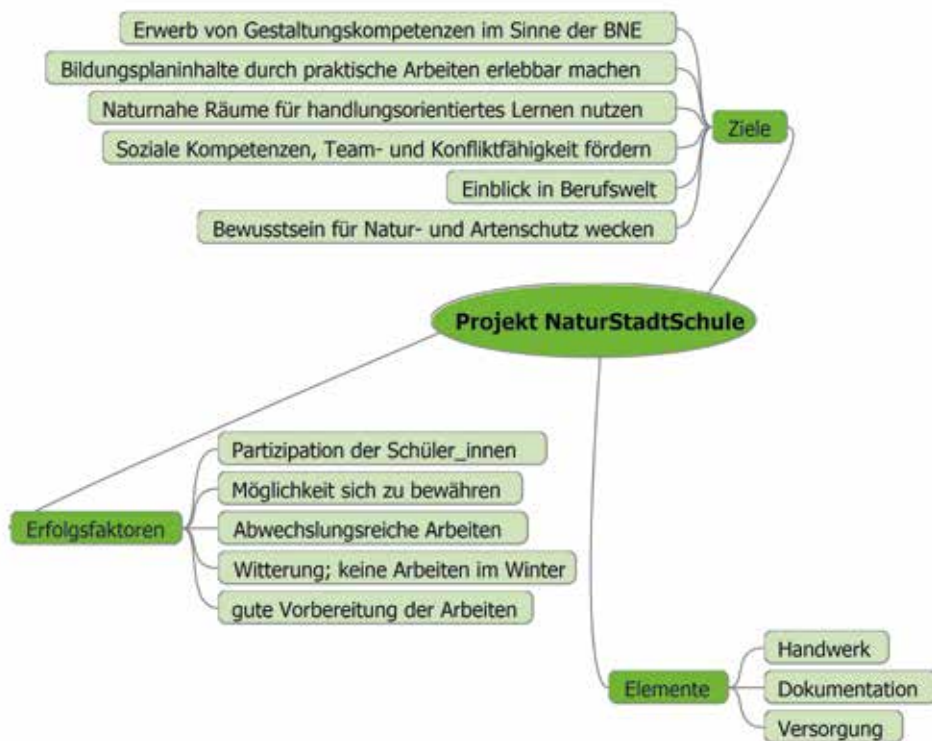 Erwerb von Gestaltungskompetenzen im Sinne der BNE
Bildungsplaninhalte durch praktische Arbeiten erlebbar machen
Naturnahe Räume für handlungsorientiertes Lernen nutzen
Soziale Kompetenzen, Team- und Konfliktfähigkeit fördern
Einblick in Berufswelt
Bewusstsein für Natur- und Artenschutz wecken
Ziele
Projekt NaturStadtSchule
Erfolgsfaktoren
Partizipation der Schüler_innen
Möglichkeit sich zu bewähren
Abwechslungsreiche Arbeiten
Witterung; keine Arbeiten im Winter
gute Vorbereitung der Arbeiten
Elemente
Handwerk
Dokumentation
Versorgung